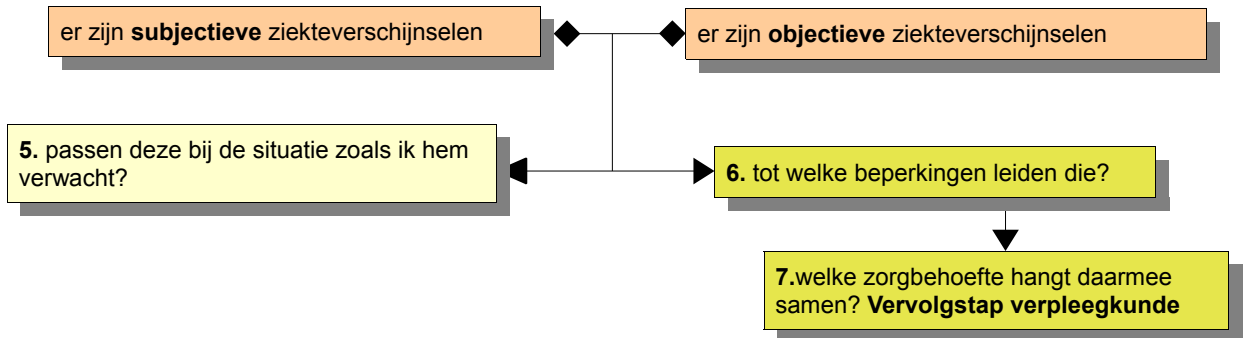 er zijn subjectieve ziekteverschijnselen
er zijn objectieve ziekteverschijnselen
5. passen deze bij de situatie zoals ik hem
verwacht?
6. tot welke beperkingen leiden die?
7.welke zorgbehoefte hangt daarmee
samen? Vervolgstap verpleegkunde